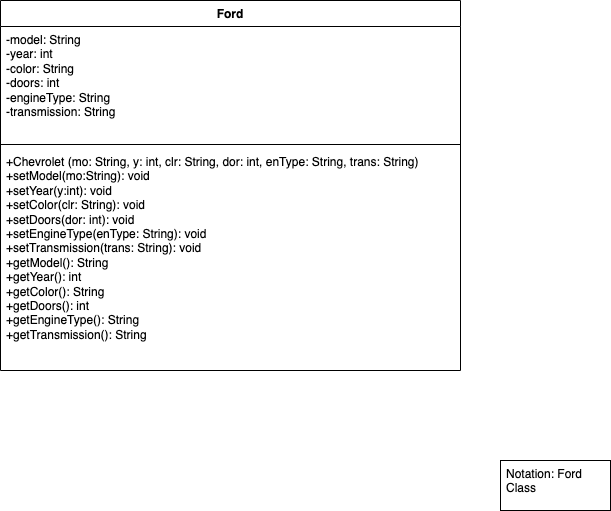 Ford
-model: String
-year: int
-color: String
-doors: int
-engineType: String
-transmission: String
+Chevrolet (mo: String, y: int, clr: String, dor: int, enType: String, trans: String)
+setModel(mo:String): void
+setYear(y:int): void
+setColor(clr: String): void
+setDoors(dor: int): void
+setEngineType(enType: String): void
+setTransmission(trans: String): void
+getModel(): String
+getYear(): int
+getColor(): String
+getDoors(): int
+getEngineType(): String
+getTransmission(): String
Notation: Ford
Class